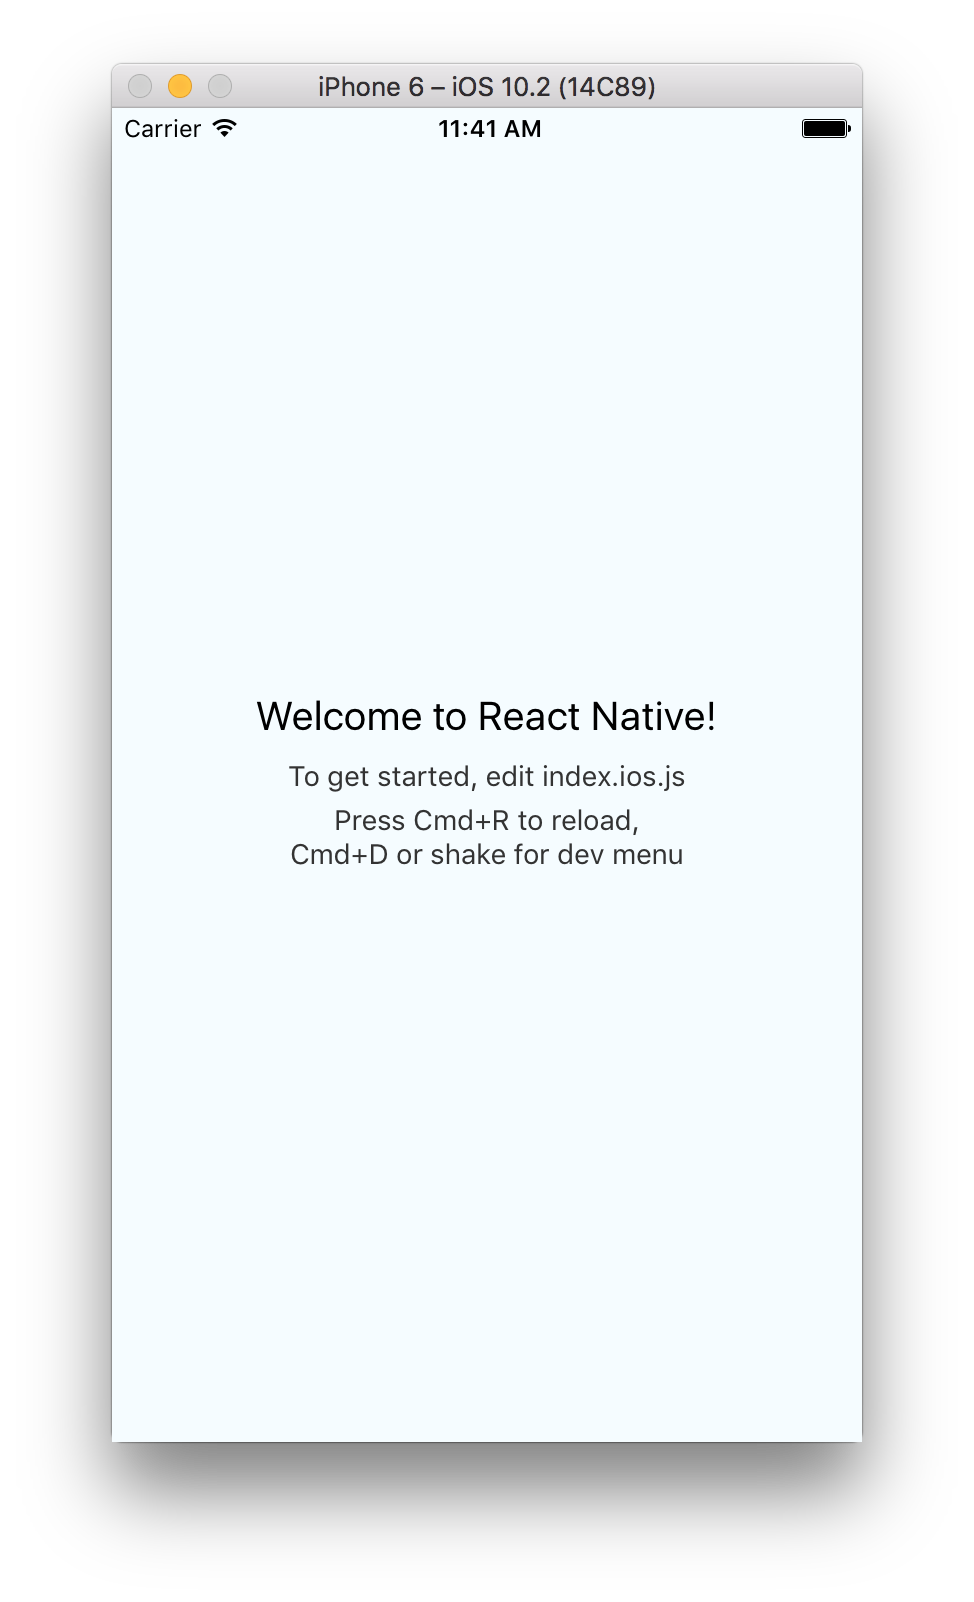 iPhone 6 – iOS 10.2 (14C89)
Carrier 11:41 AM
Welcome to React Native!
To get started, edit index.ios.js
Press Cmd+R to reload,
Cmd+D or shake for dev menu